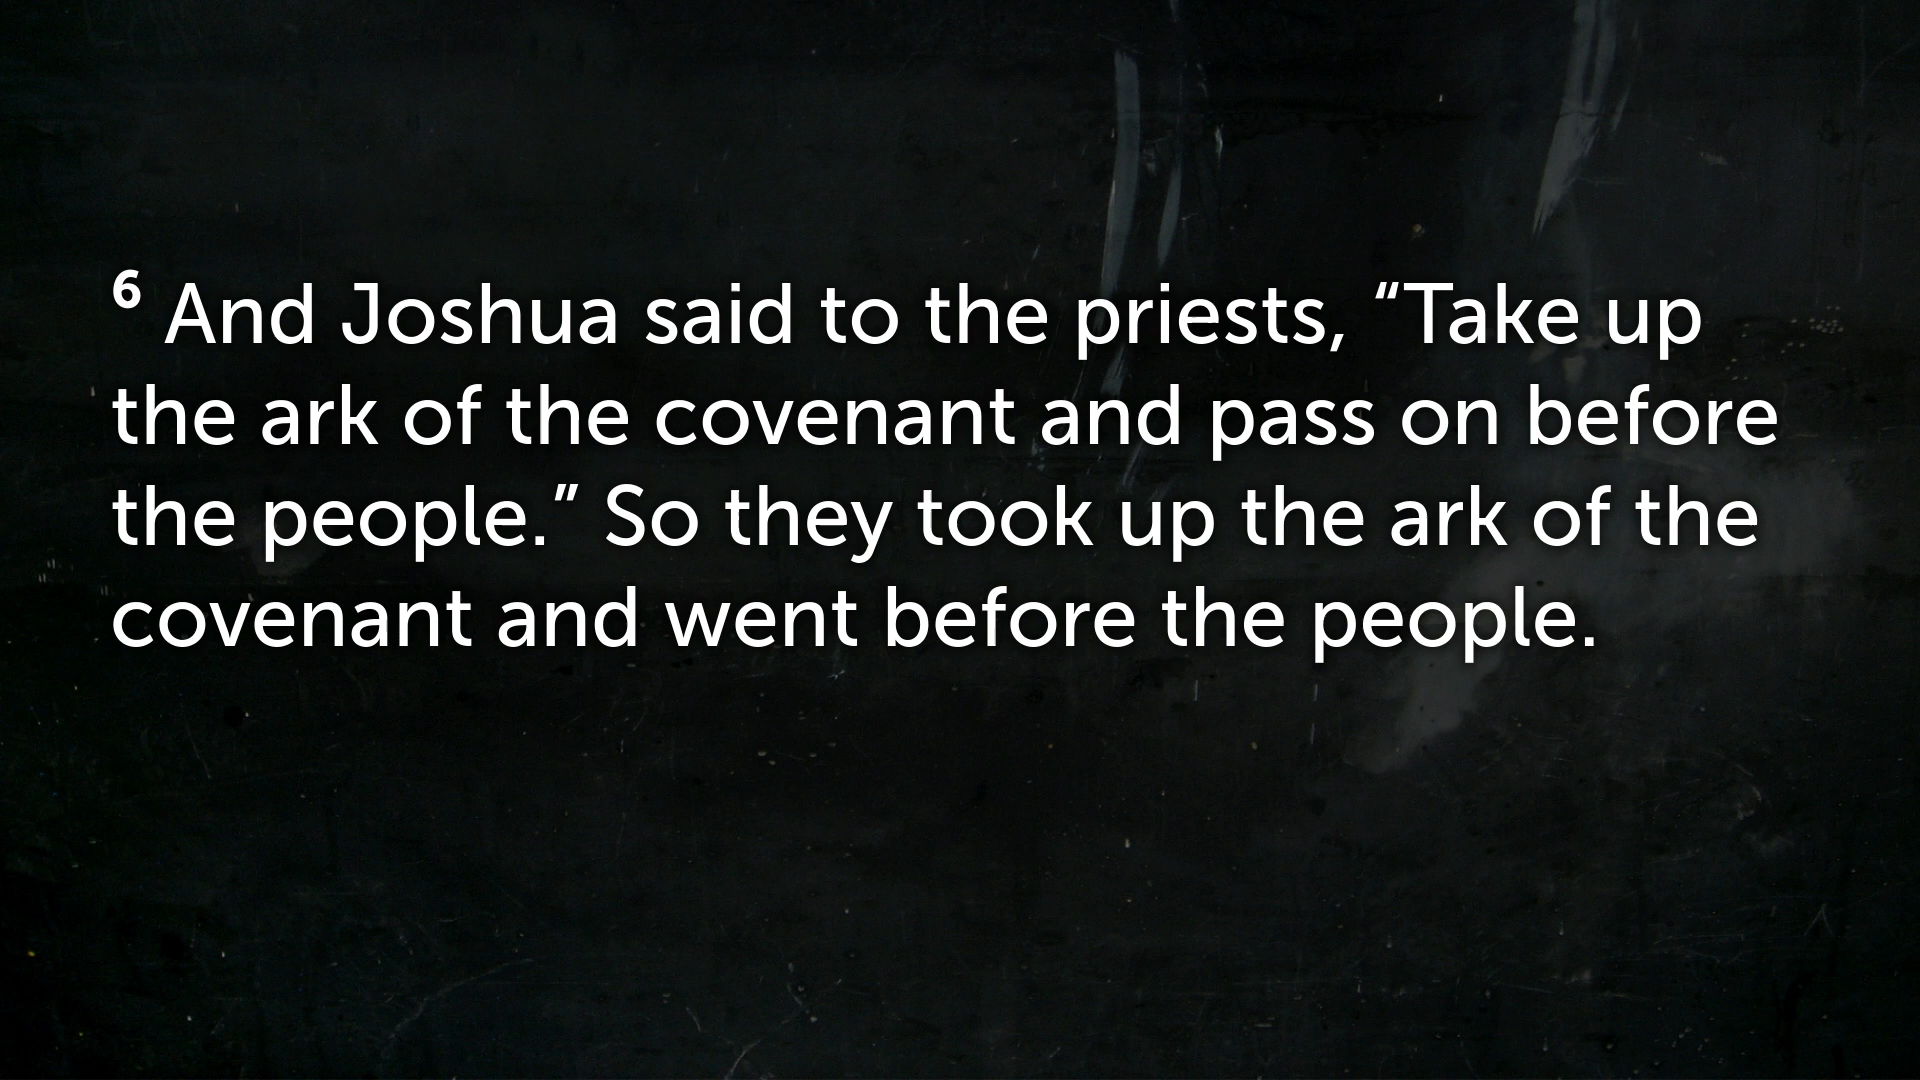 6 And Joshua said to the priests, “Take up
the ark of the covenant and pass on before
the people.” So they took up the ark of the
covenant and went before the people.